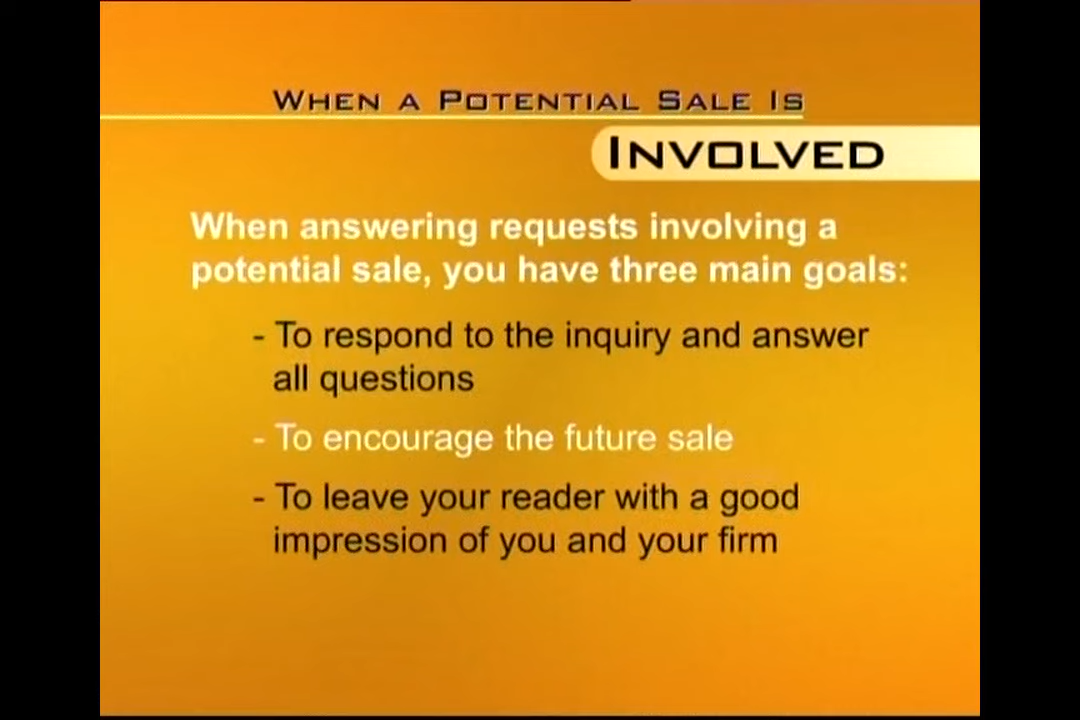 WHEN A POTENTIAL SALE IS
INVOLVED
When answering requests involving a
potential sale, you have three main goals:
- To respond to the inquiry and answer
all questions
- To encourage the future sale
- To leave your reader with a good
impression of you and your firm